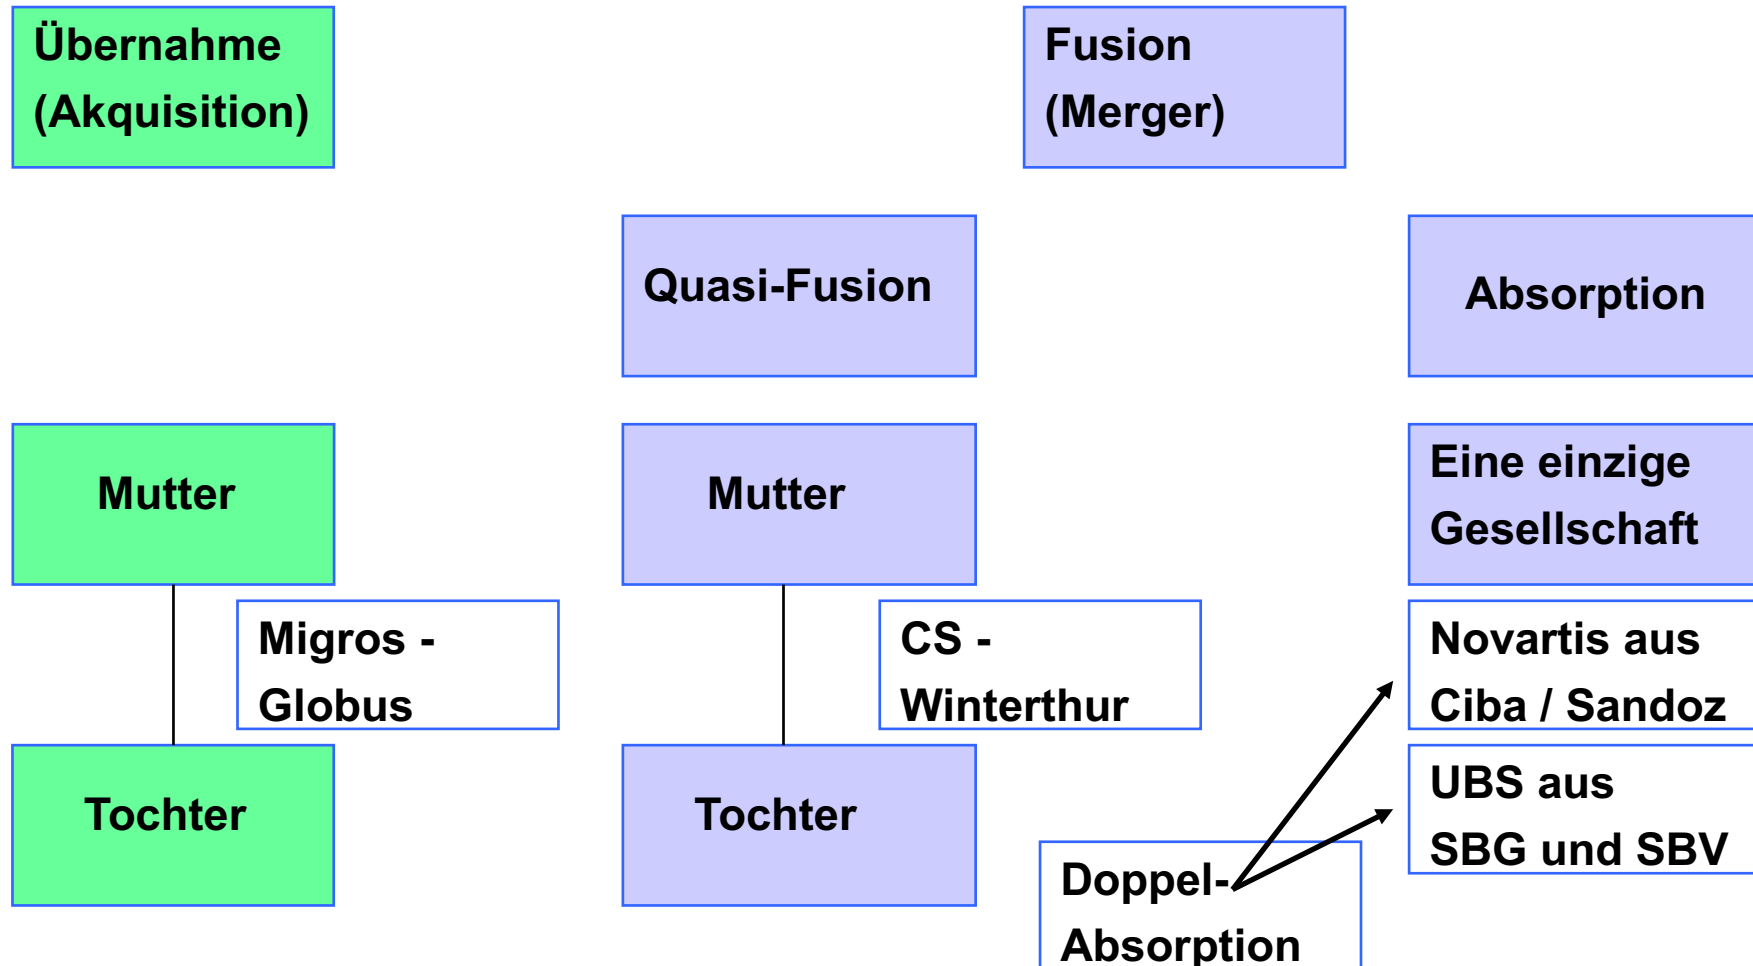 Übernahme
(Akquisition)
Fusion
(Merger)
Quasi-Fusion
Absorption
Mutter
Mutter
Eine einzige
Gesellschaft
Migros -
Globus
CS -
Winterthur
Novartis aus
Ciba / Sandoz
Tochter
Tochter
UBS aus
SBG und SBV
Doppel-
Absorption